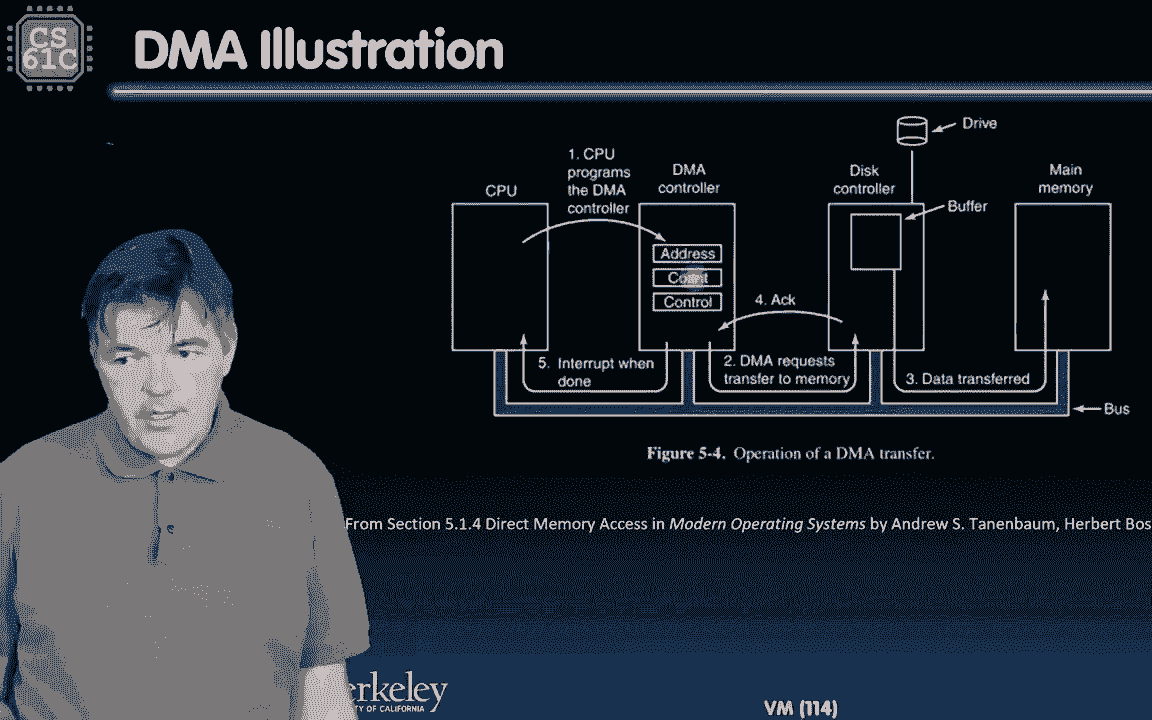 CS
61C
DMA Illustration
Drive
1. CPU
programs
the DMA
controller
CPU
DMA
controller
Disk
controller
Main
memory
Buffer
Address
Count
Control
4. Ack
5. Interrupt when
done
2. DMA requests
transfer to memory
3. Data transferred
Bus
Figure 5-4. Operation of a DMA transfer.
From Section 5.1.4 Direct Memory Access in Modern Operating Systems by Andrew S. Tanenbaum, Herbert Bos
erkeley
TY OF CALIFORNIA
VM (114)